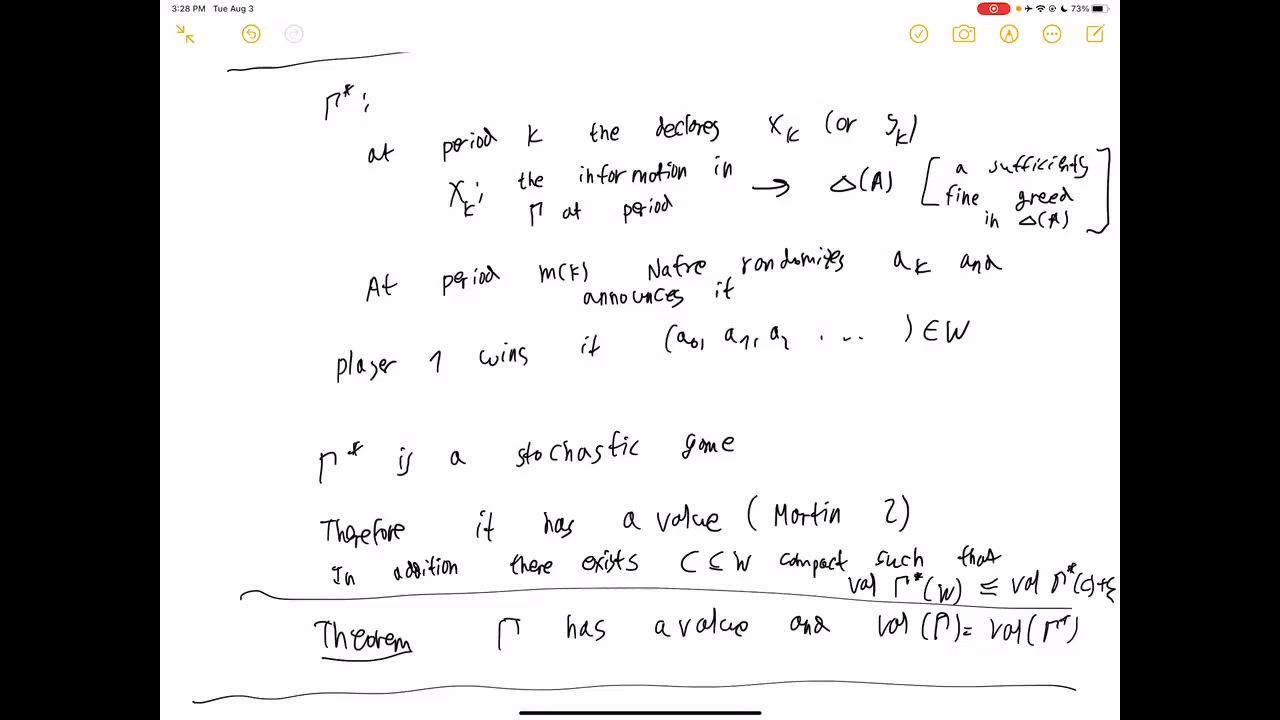 3:28 PM Tue Aug 3
73%
Γ*:
at period k the declares x_k (or s_k)
X_k: the information in Γ at period → Δ(A) [a sufficiently fine greed in Δ(A)]
At period m(k) Natre randomizes a_k and
announces it
player 1 wins if (a_0, a_1, a_2 ..... ) ∈ W
Γ* is a stochastic game
Therefore it has a value (Martin 2)
In addition there exists C ⊆ W compact such that
val Γ*(W) ≤ val Γ*(C)+ε
Theorem Γ has a value and val(Γ) = val(Γ*)